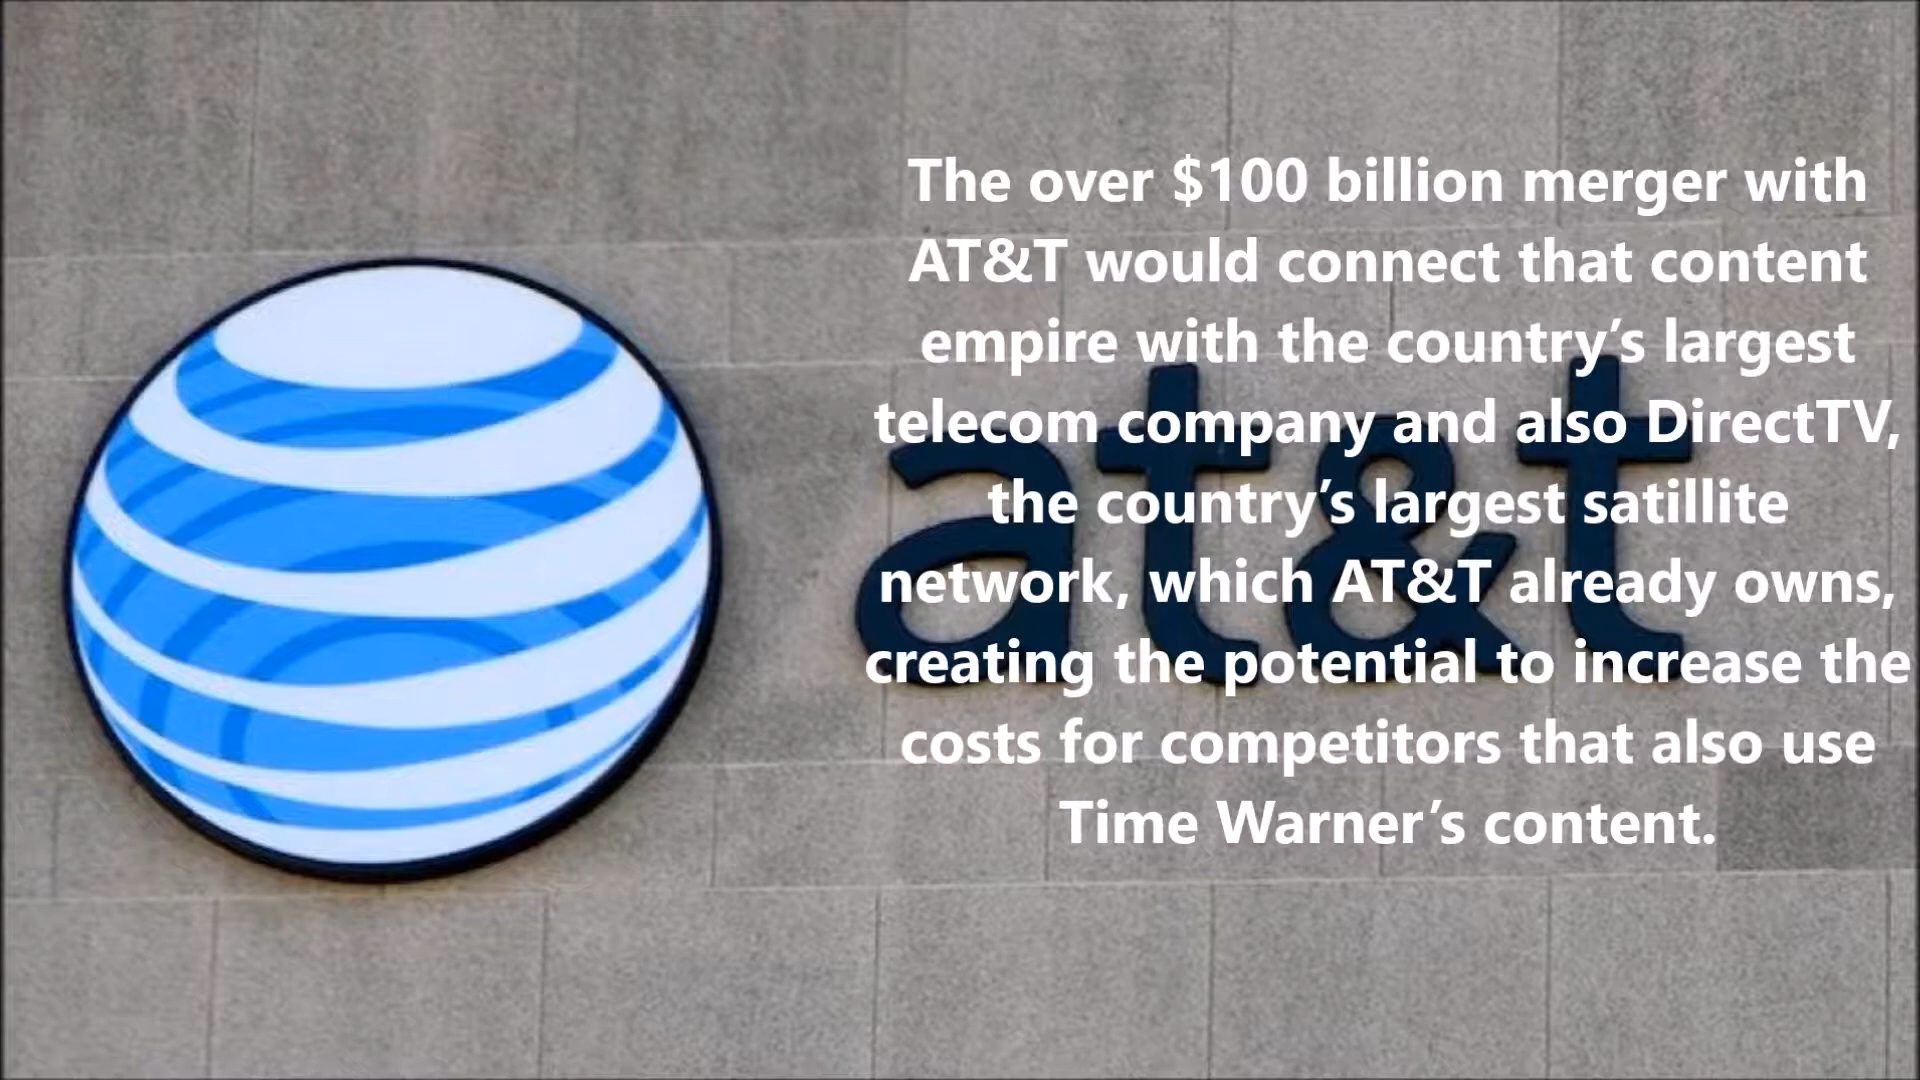 The over $100 billion merger with
AT&T would connect that content
empire with the country’s largest
telecom company and also DirectTV,
the country’s largest satillite
network, which AT&T already owns,
creating the potential to increase the
costs for competitors that also use
Time Warner’s content.
at&t